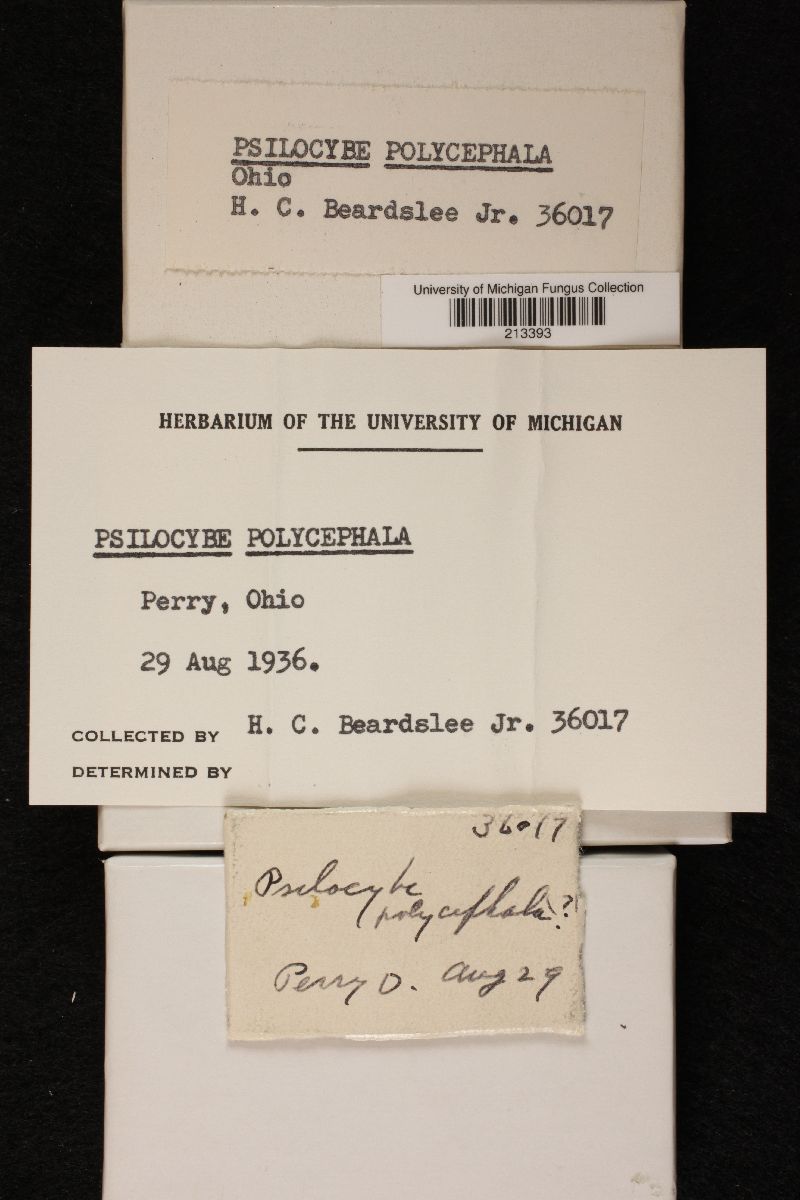 PSILOCYBE POLYCEPHALA
Ohio
H. C. Beardslee Jr. 36017
University of Michigan Fungus Collection
213393
HERBARIUM OF THE UNIVERSITY OF MICHIGAN
PSILOCYBE POLYCEPHALA
Perry, Ohio
29 Aug 1936.
COLLECTED BY H. C. Beardslee Jr. 36017
DETERMINED BY
36017
Psilocybe
polycephala?
Perry O. Aug 29